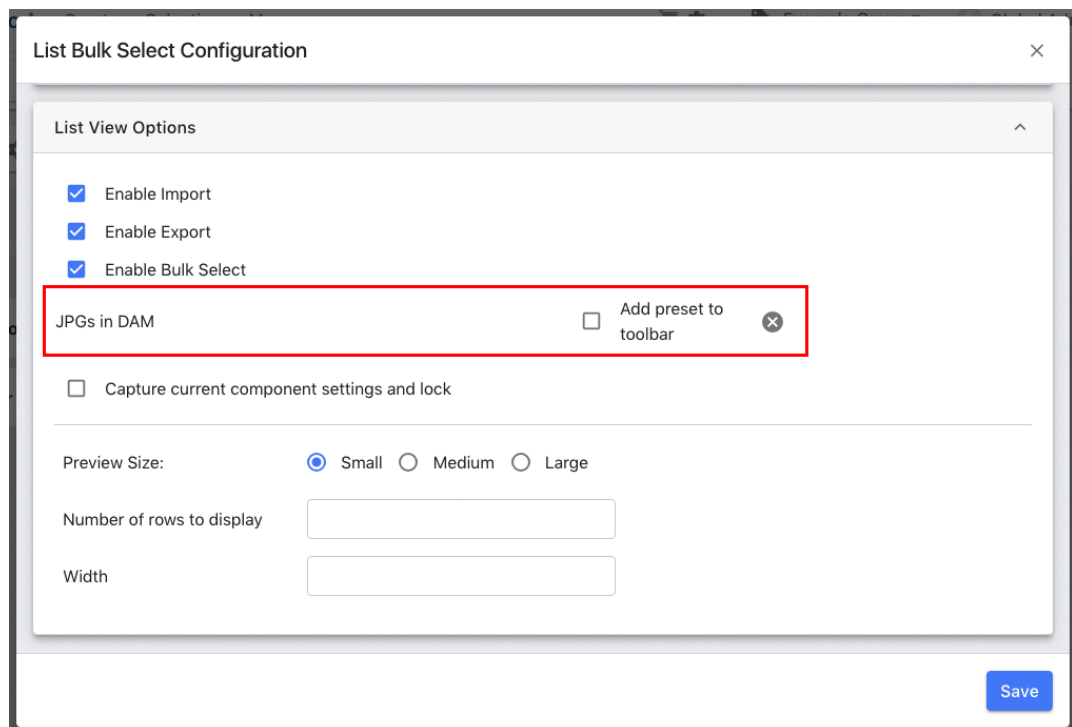 List Bulk Select Configuration
List View Options
Enable Import
Enable Export
Enable Bulk Select
JPGs in DAM
Add preset to
toolbar
Capture current component settings and lock
Preview Size:
Small
Medium
Large
Number of rows to display
Width
Save